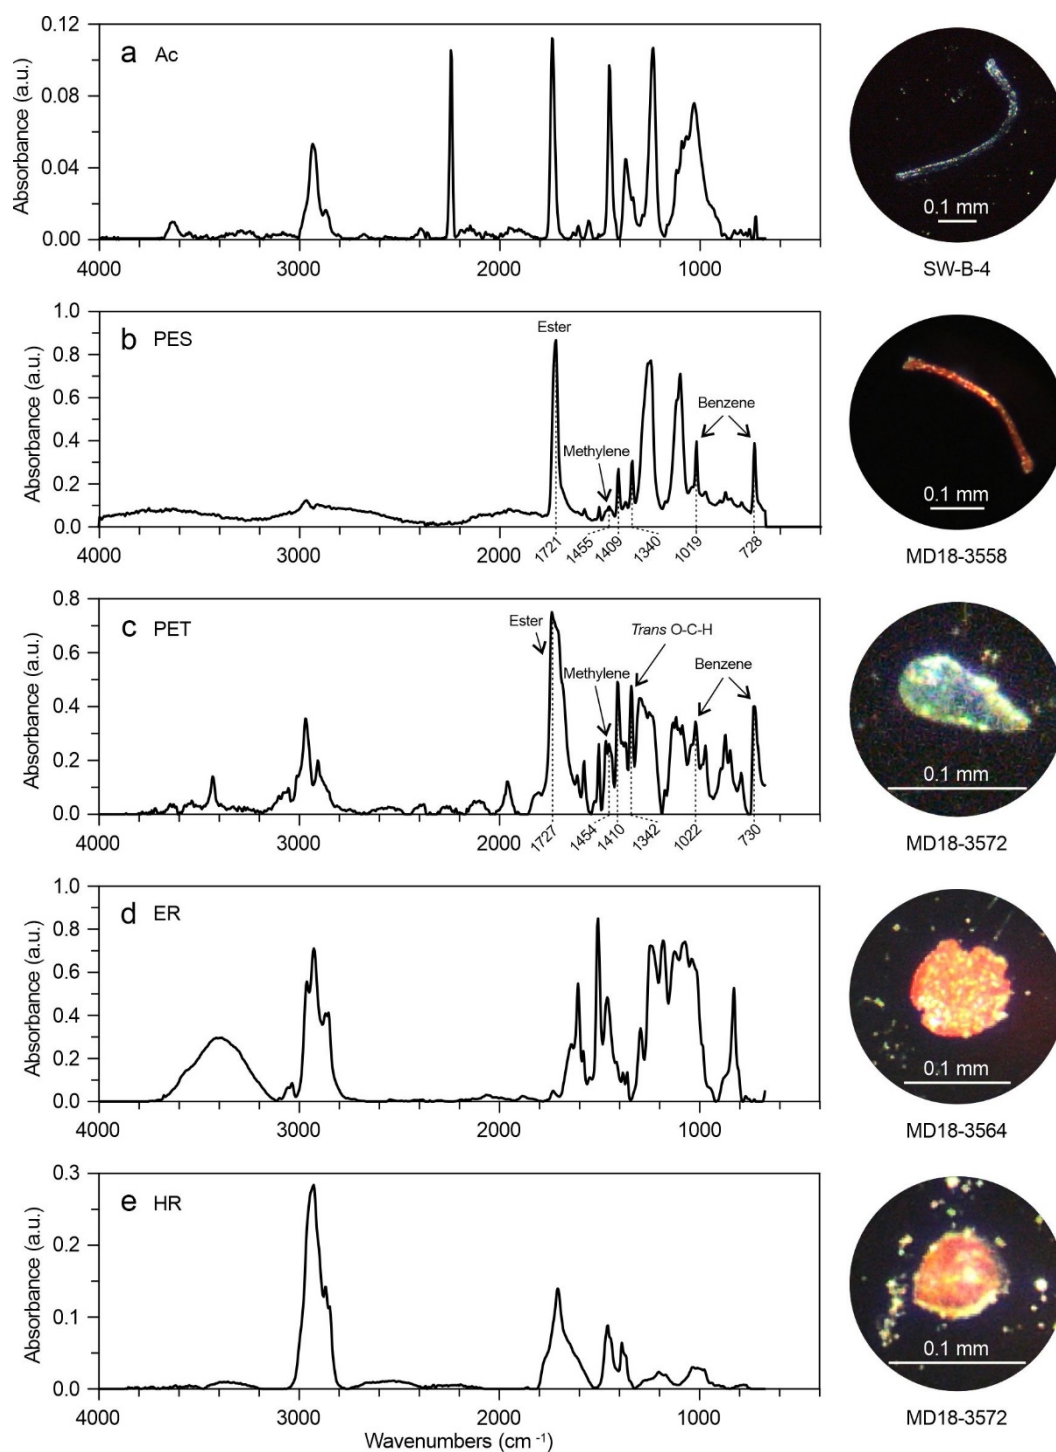 a Ac
Absorbance (a.u.)
0.12
0.08
0.04
0.00
4000 3000 2000 1000
0.1 mm
SW-B-4
b PES
Absorbance (a.u.)
1.0
0.8
0.6
0.4
0.2
0.0
Ester
Methylene
Benzene
1721 1455 1409 1340 1019 728
4000 3000 2000 1000
0.1 mm
MD18-3558
c PET
Absorbance (a.u.)
0.8
0.6
0.4
0.2
0.0
Ester
Trans O-C-H
Methylene
Benzene
1727 1454 1410 1342 1022 730
4000 3000 2000 1000
0.1 mm
MD18-3572
d ER
Absorbance (a.u.)
1.0
0.8
0.6
0.4
0.2
0.0
4000 3000 2000 1000
0.1 mm
MD18-3564
e HR
Absorbance (a.u.)
0.3
0.2
0.1
0.0
4000 3000 2000 1000
Wavenumbers (cm⁻¹)
0.1 mm
MD18-3572